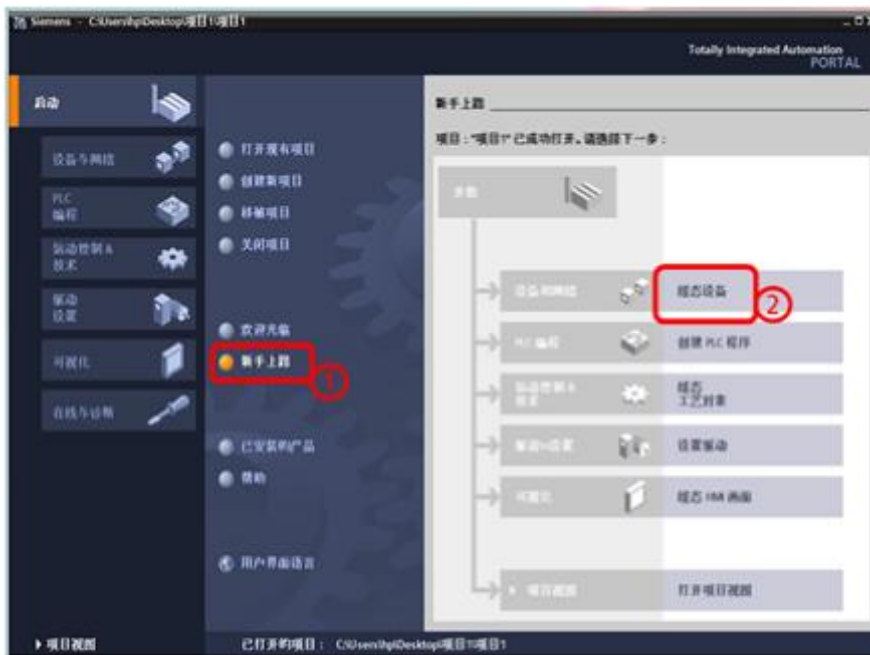 Siemens - C:\Users\hp\Desktop\项目1\项目1
Totally Integrated Automation
PORTAL
启动
设备与网络
PLC
编程
运动控制 &
技术
驱动
设置
可视化
在线与诊断
打开现有项目
创建新项目
移植项目
关闭项目
欢迎光临
新手上路
①
已安装的产品
帮助
用户界面语言
新手上路
项目："项目1" 已成功打开。请选择下一步：
开始
设备和网络
组态设备
②
PLC 编程
创建 PLC 程序
运动控制 &
技术
组态
工艺对象
设置驱动
可视化
组态 HMI 画面
项目视图
打开项目视图
项目视图
已打开的项目： C:\Users\hp\Desktop\项目1\项目1